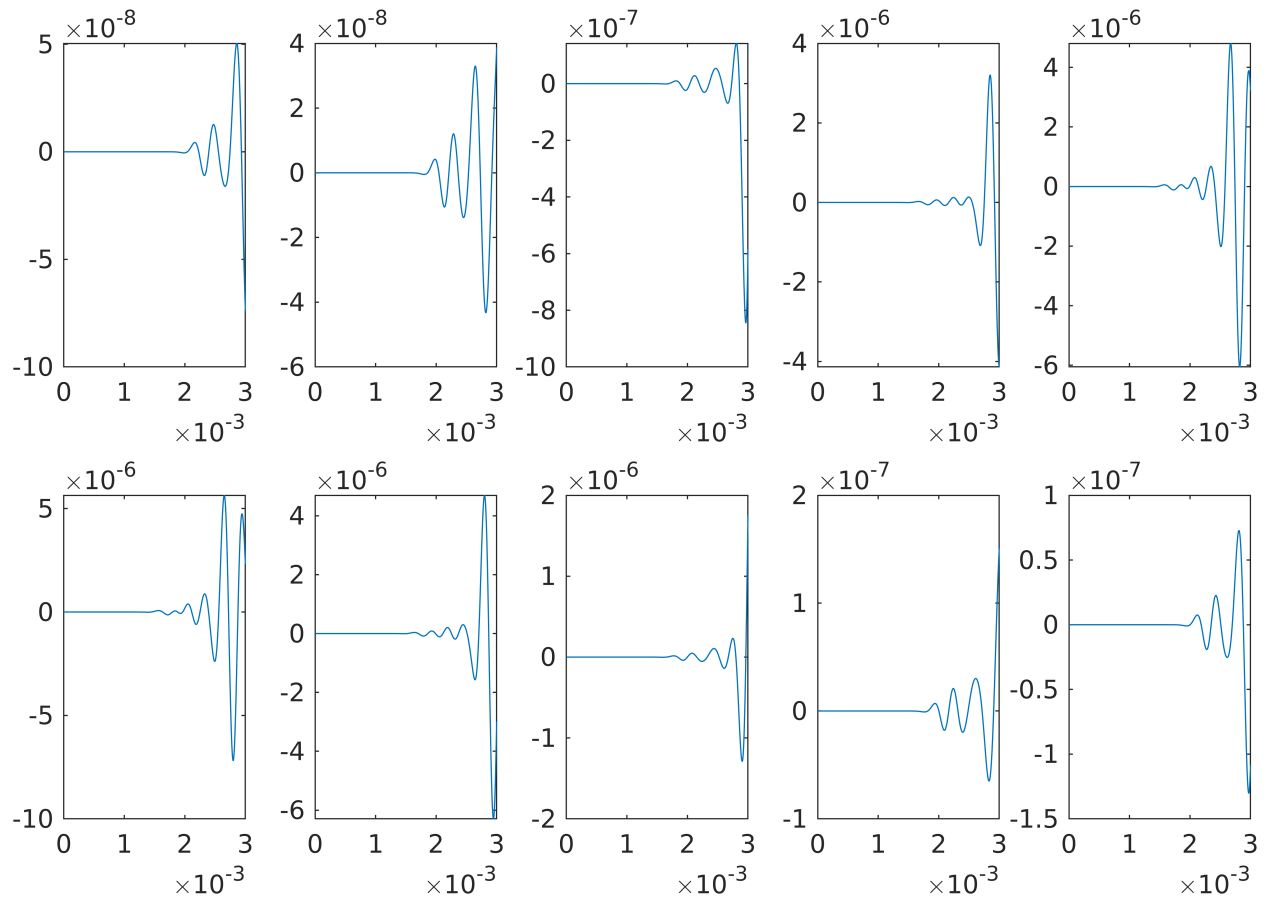 ×10-8 ×10-8 ×10-7 ×10-6 ×10-6
5 4 0 4 4
0 2 -2 2 2
-5 0 -4 0 0
-10 -2 -6 -2 -2
-4 -8 -4 -4
-6 -10 -6
0 1 2 3 0 1 2 3 0 1 2 3 0 1 2 3 0 1 2 3
×10-3 ×10-3 ×10-3 ×10-3 ×10-3
×10-6 ×10-6 ×10-6 ×10-7 ×10-7
5 4 2 2 1
0 2 1 1 0.5
-5 0 0 0 0
-10 -2 -1 -1 -0.5
-4 -2 -1
-6 -1.5
0 1 2 3 0 1 2 3 0 1 2 3 0 1 2 3 0 1 2 3
×10-3 ×10-3 ×10-3 ×10-3 ×10-3